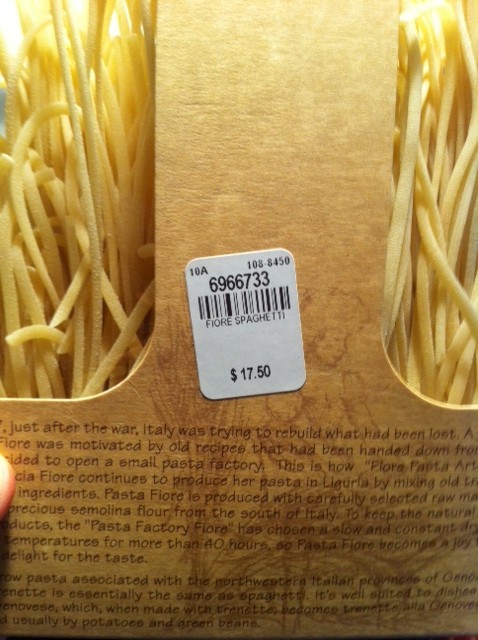 10A 108-8450
6966733
FIORE SPAGHETTI
$ 17.50
, just after the war, Italy was trying to rebuild what had been lost. A
Fiore was motivated by old recipes that had been handed down from
cided to open a small pasta factory. This is how "Fiore Pasta Art
cia Fiore continues to produce her pasta in Liguria by mixing old tra
ingredients. Pasta Fiore is produced with carefully selected raw ma
precious semolina flour from the south of Italy. To keep the natural
oducts, the "Pasta Factory Fiore" has chosen a slow and constant dry
temperatures for more than 40 hours, so Pasta Fiore becomes a joy
delight for the taste.
row pasta associated with the northwestern Italian provinces of Genov
enette is essentially the same as spaghetti. It's well suited to dishes
enovese, which, when made with trenette, becomes trenette alla Genoves
d usually by potatoes and green beans.